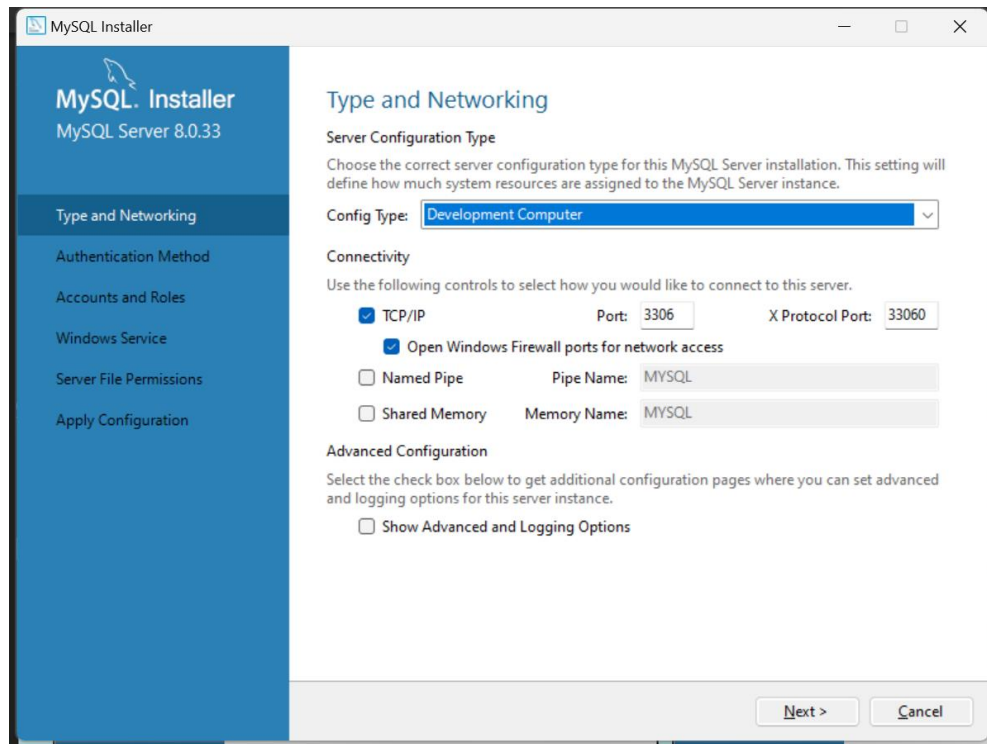 MySQL Installer
MySQL. Installer
MySQL Server 8.0.33
Type and Networking
Authentication Method
Accounts and Roles
Windows Service
Server File Permissions
Apply Configuration
Type and Networking
Server Configuration Type
Choose the correct server configuration type for this MySQL Server installation. This setting will
define how much system resources are assigned to the MySQL Server instance.
Config Type: Development Computer
Connectivity
Use the following controls to select how you would like to connect to this server.
TCP/IP Port: 3306 X Protocol Port: 33060
Open Windows Firewall ports for network access
Named Pipe Pipe Name: MYSQL
Shared Memory Memory Name: MYSQL
Advanced Configuration
Select the check box below to get additional configuration pages where you can set advanced
and logging options for this server instance.
Show Advanced and Logging Options
Next > Cancel